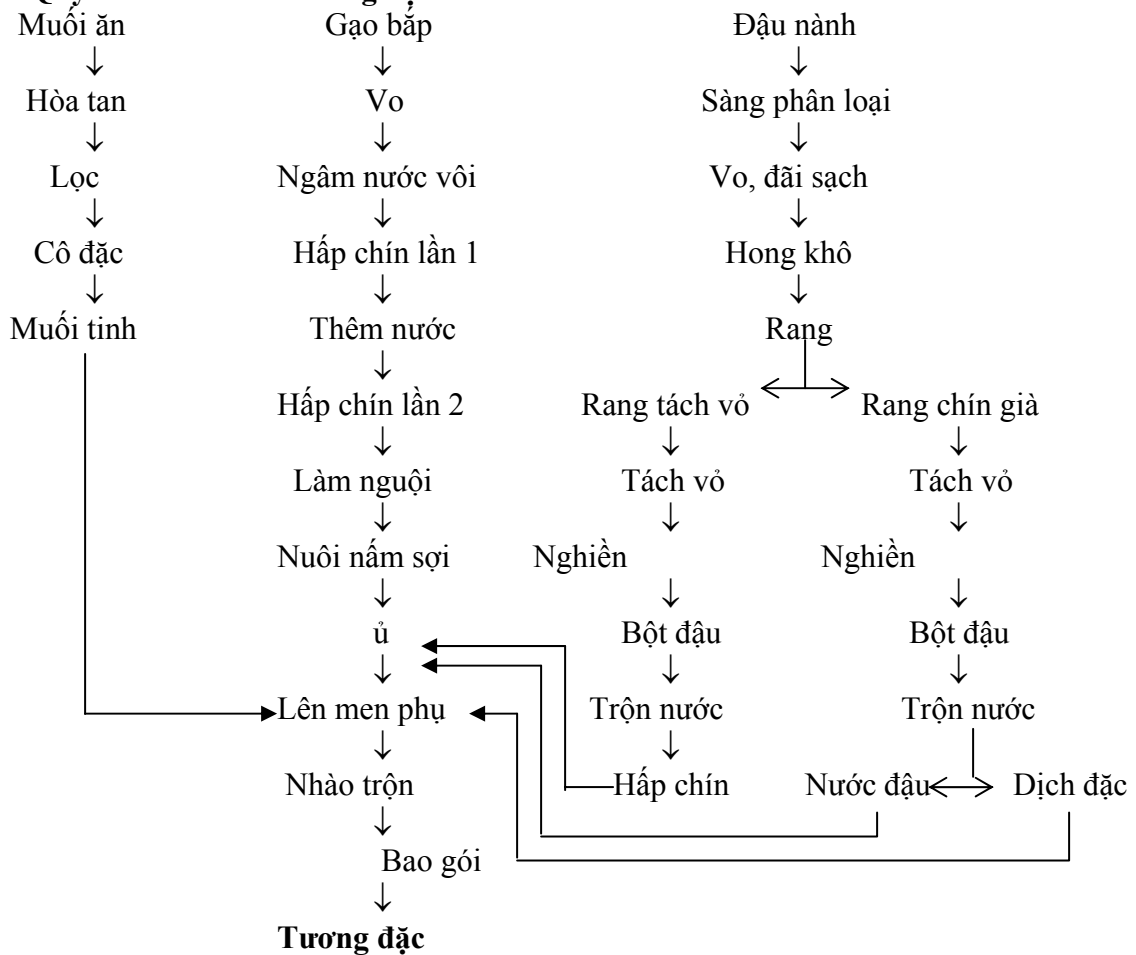 Muối ăn Gạo bắp Đậu nành
Hòa tan Vo Sàng phân loại
Lọc Ngâm nước vôi Vo, đãi sạch
Cô đặc Hấp chín lần 1 Hong khô
Muối tinh Thêm nước Rang
Hấp chín lần 2 Rang tách vỏ Rang chín già
Làm nguội Tách vỏ Tách vỏ
Nuôi nấm sợi Nghiền Nghiền
ủ Bột đậu Bột đậu
Lên men phụ Trộn nước Trộn nước
Nhào trộn Hấp chín Nước đậu Dịch đặc
Bao gói
Tương đặc